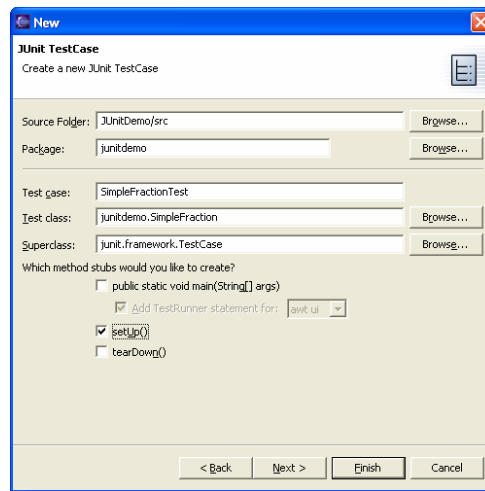 New
JUnit TestCase
Create a new JUnit TestCase
Source Folder: JUnitDemo/src Browse...
Package: junitdemo Browse...
Test case: SimpleFractionTest
Test class: junitdemo.SimpleFraction Browse...
Superclass: junit.framework.TestCase Browse...
Which method stubs would you like to create?
public static void main(String[] args)
Add TestRunner statement for: awt ui
setUp()
tearDown()
< Back Next > Finish Cancel